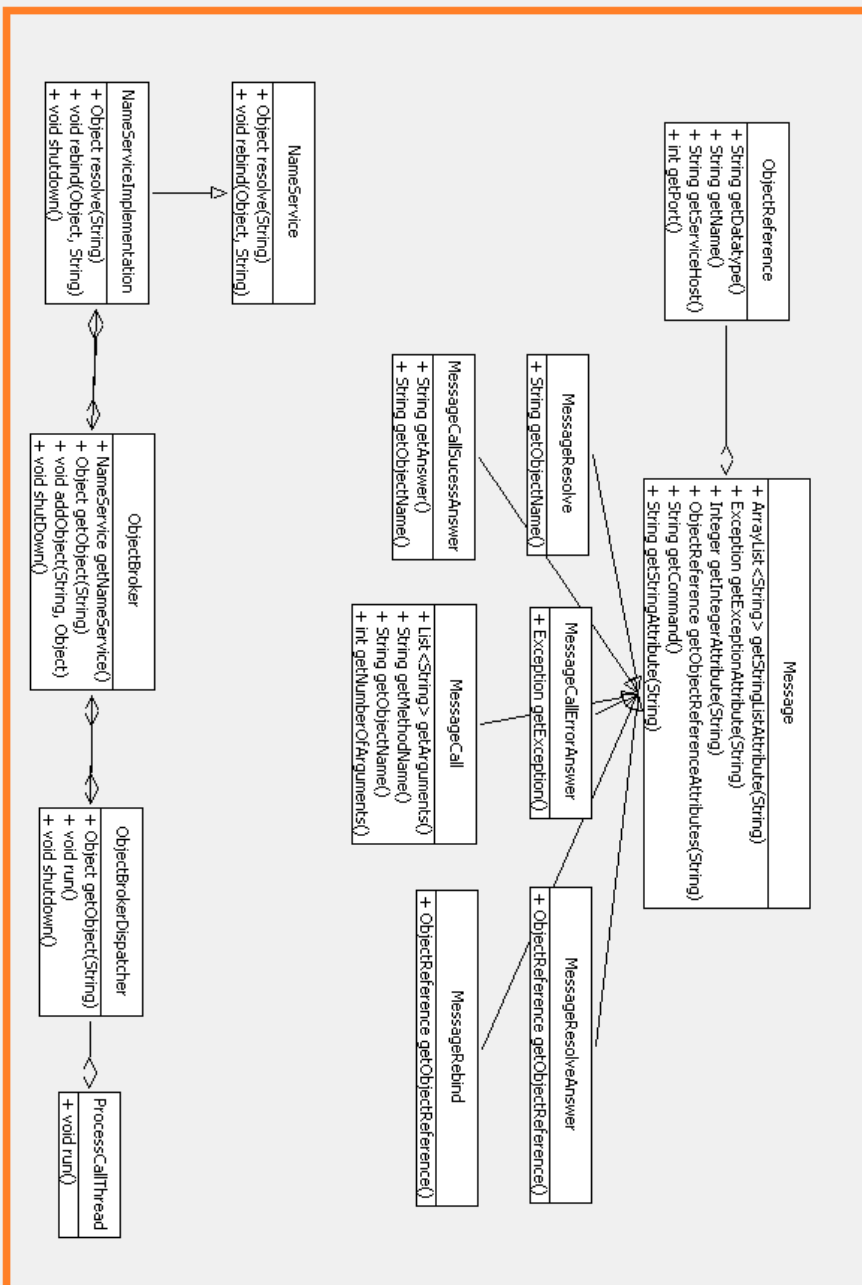 ObjectReference
+ String getDatatype()
+ String getName()
+ String getServiceHost()
+ int getPort()
Message
+ ArrayList <String> getStringListAttribute(String)
+ Exception getExceptionAttribute(String)
+ Integer getIntegerAttribute(String)
+ ObjectReference getObjectReferenceAttributes(String)
+ String getCommand()
+ String getStringAttribute(String)
MessageResolve
+ String getObjectName()
MessageCallErrorAnswer
+ Exception getException()
MessageResolveAnswer
+ ObjectReference getObjectReference()
MessageCallSucessAnswer
+ String getAnswer()
+ String getObjectName()
MessageCall
+ List <String> getArguments()
+ String getMethodName()
+ String getObjectName()
+ int getNumberOfArguments()
MessageRebind
+ ObjectReference getObjectReference()
NameService
+ Object resolve(String)
+ void rebind(Object, String)
NameServiceImplementation
+ Object resolve(String)
+ void rebind(Object, String)
+ void shutdown()
ObjectBroker
+ NameService getNameService()
+ Object getObject(String)
+ void addObject(String, Object)
+ void shutDown()
ObjectBrokerDispatcher
+ Object getObject(String)
+ void run()
+ void shutdown()
ProcessCallThread
+ void run()